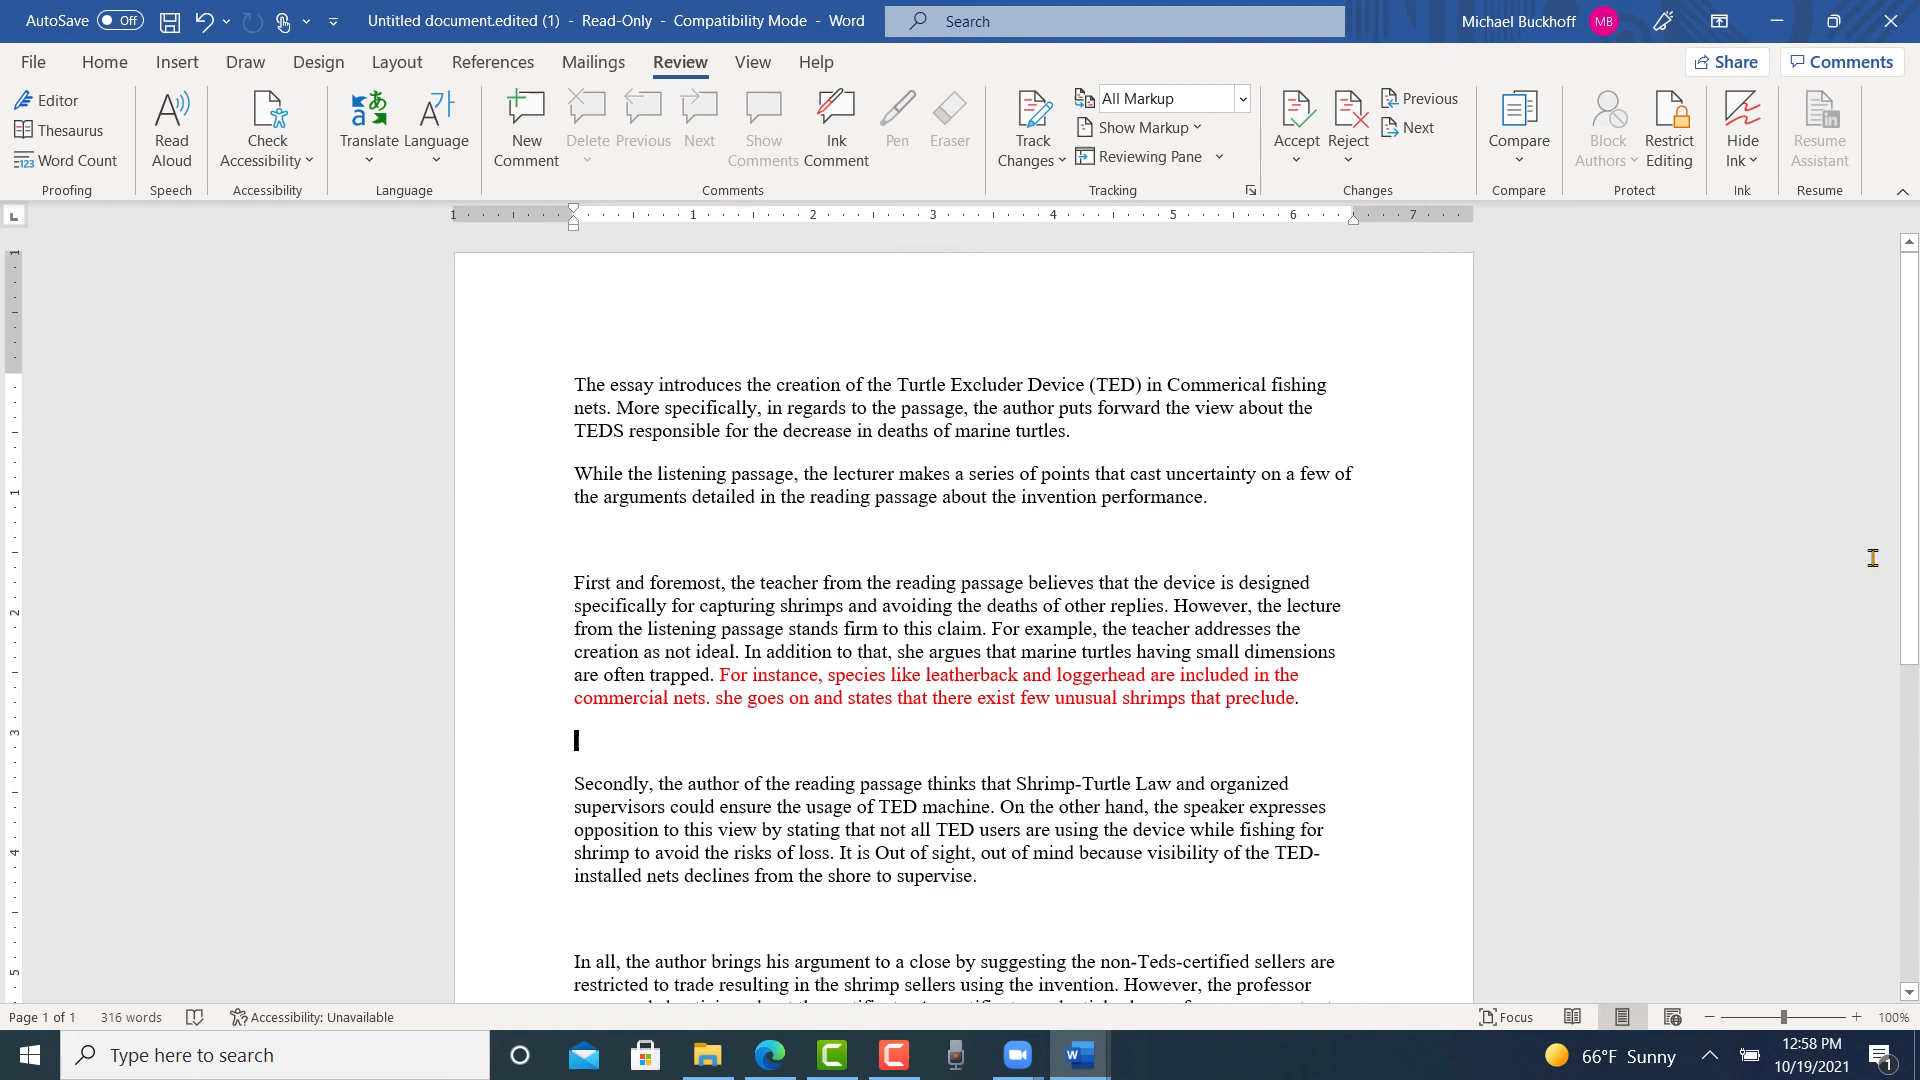 AutoSave Off Untitled document.edited (1) - Read-Only - Compatibility Mode - Word Search Michael Buckhoff MB
File Home Insert Draw Design Layout References Mailings Review View Help Share Comments
Editor
Thesaurus
Word Count
Proofing
Read Aloud
Speech
Check Accessibility
Accessibility
Translate
Language
Language
New Comment
Delete
Previous
Next
Show Comments
Ink Comment
Pen
Eraser
Comments
Track Changes
All Markup
Show Markup
Reviewing Pane
Tracking
Accept
Reject
Previous
Next
Changes
Compare
Compare
Block Authors
Restrict Editing
Protect
Hide Ink
Ink
Resume Assistant
Resume
1 1 2 3 4 5 6 7
1
1
2
3
4
5
The essay introduces the creation of the Turtle Excluder Device (TED) in Commerical fishing
nets. More specifically, in regards to the passage, the author puts forward the view about the
TEDS responsible for the decrease in deaths of marine turtles.
While the listening passage, the lecturer makes a series of points that cast uncertainty on a few of
the arguments detailed in the reading passage about the invention performance.
First and foremost, the teacher from the reading passage believes that the device is designed
specifically for capturing shrimps and avoiding the deaths of other replies. However, the lecture
from the listening passage stands firm to this claim. For example, the teacher addresses the
creation as not ideal. In addition to that, she argues that marine turtles having small dimensions
are often trapped. For instance, species like leatherback and loggerhead are included in the
commercial nets. she goes on and states that there exist few unusual shrimps that preclude.
Secondly, the author of the reading passage thinks that Shrimp-Turtle Law and organized
supervisors could ensure the usage of TED machine. On the other hand, the speaker expresses
opposition to this view by stating that not all TED users are using the device while fishing for
shrimp to avoid the risks of loss. It is Out of sight, out of mind because visibility of the TED-
installed nets declines from the shore to supervise.
In all, the author brings his argument to a close by suggesting the non-Teds-certified sellers are
restricted to trade resulting in the shrimp sellers using the invention. However, the professor
Page 1 of 1 316 words Accessibility: Unavailable Focus 100%
Type here to search 66°F Sunny 12:58 PM
10/19/2021 1